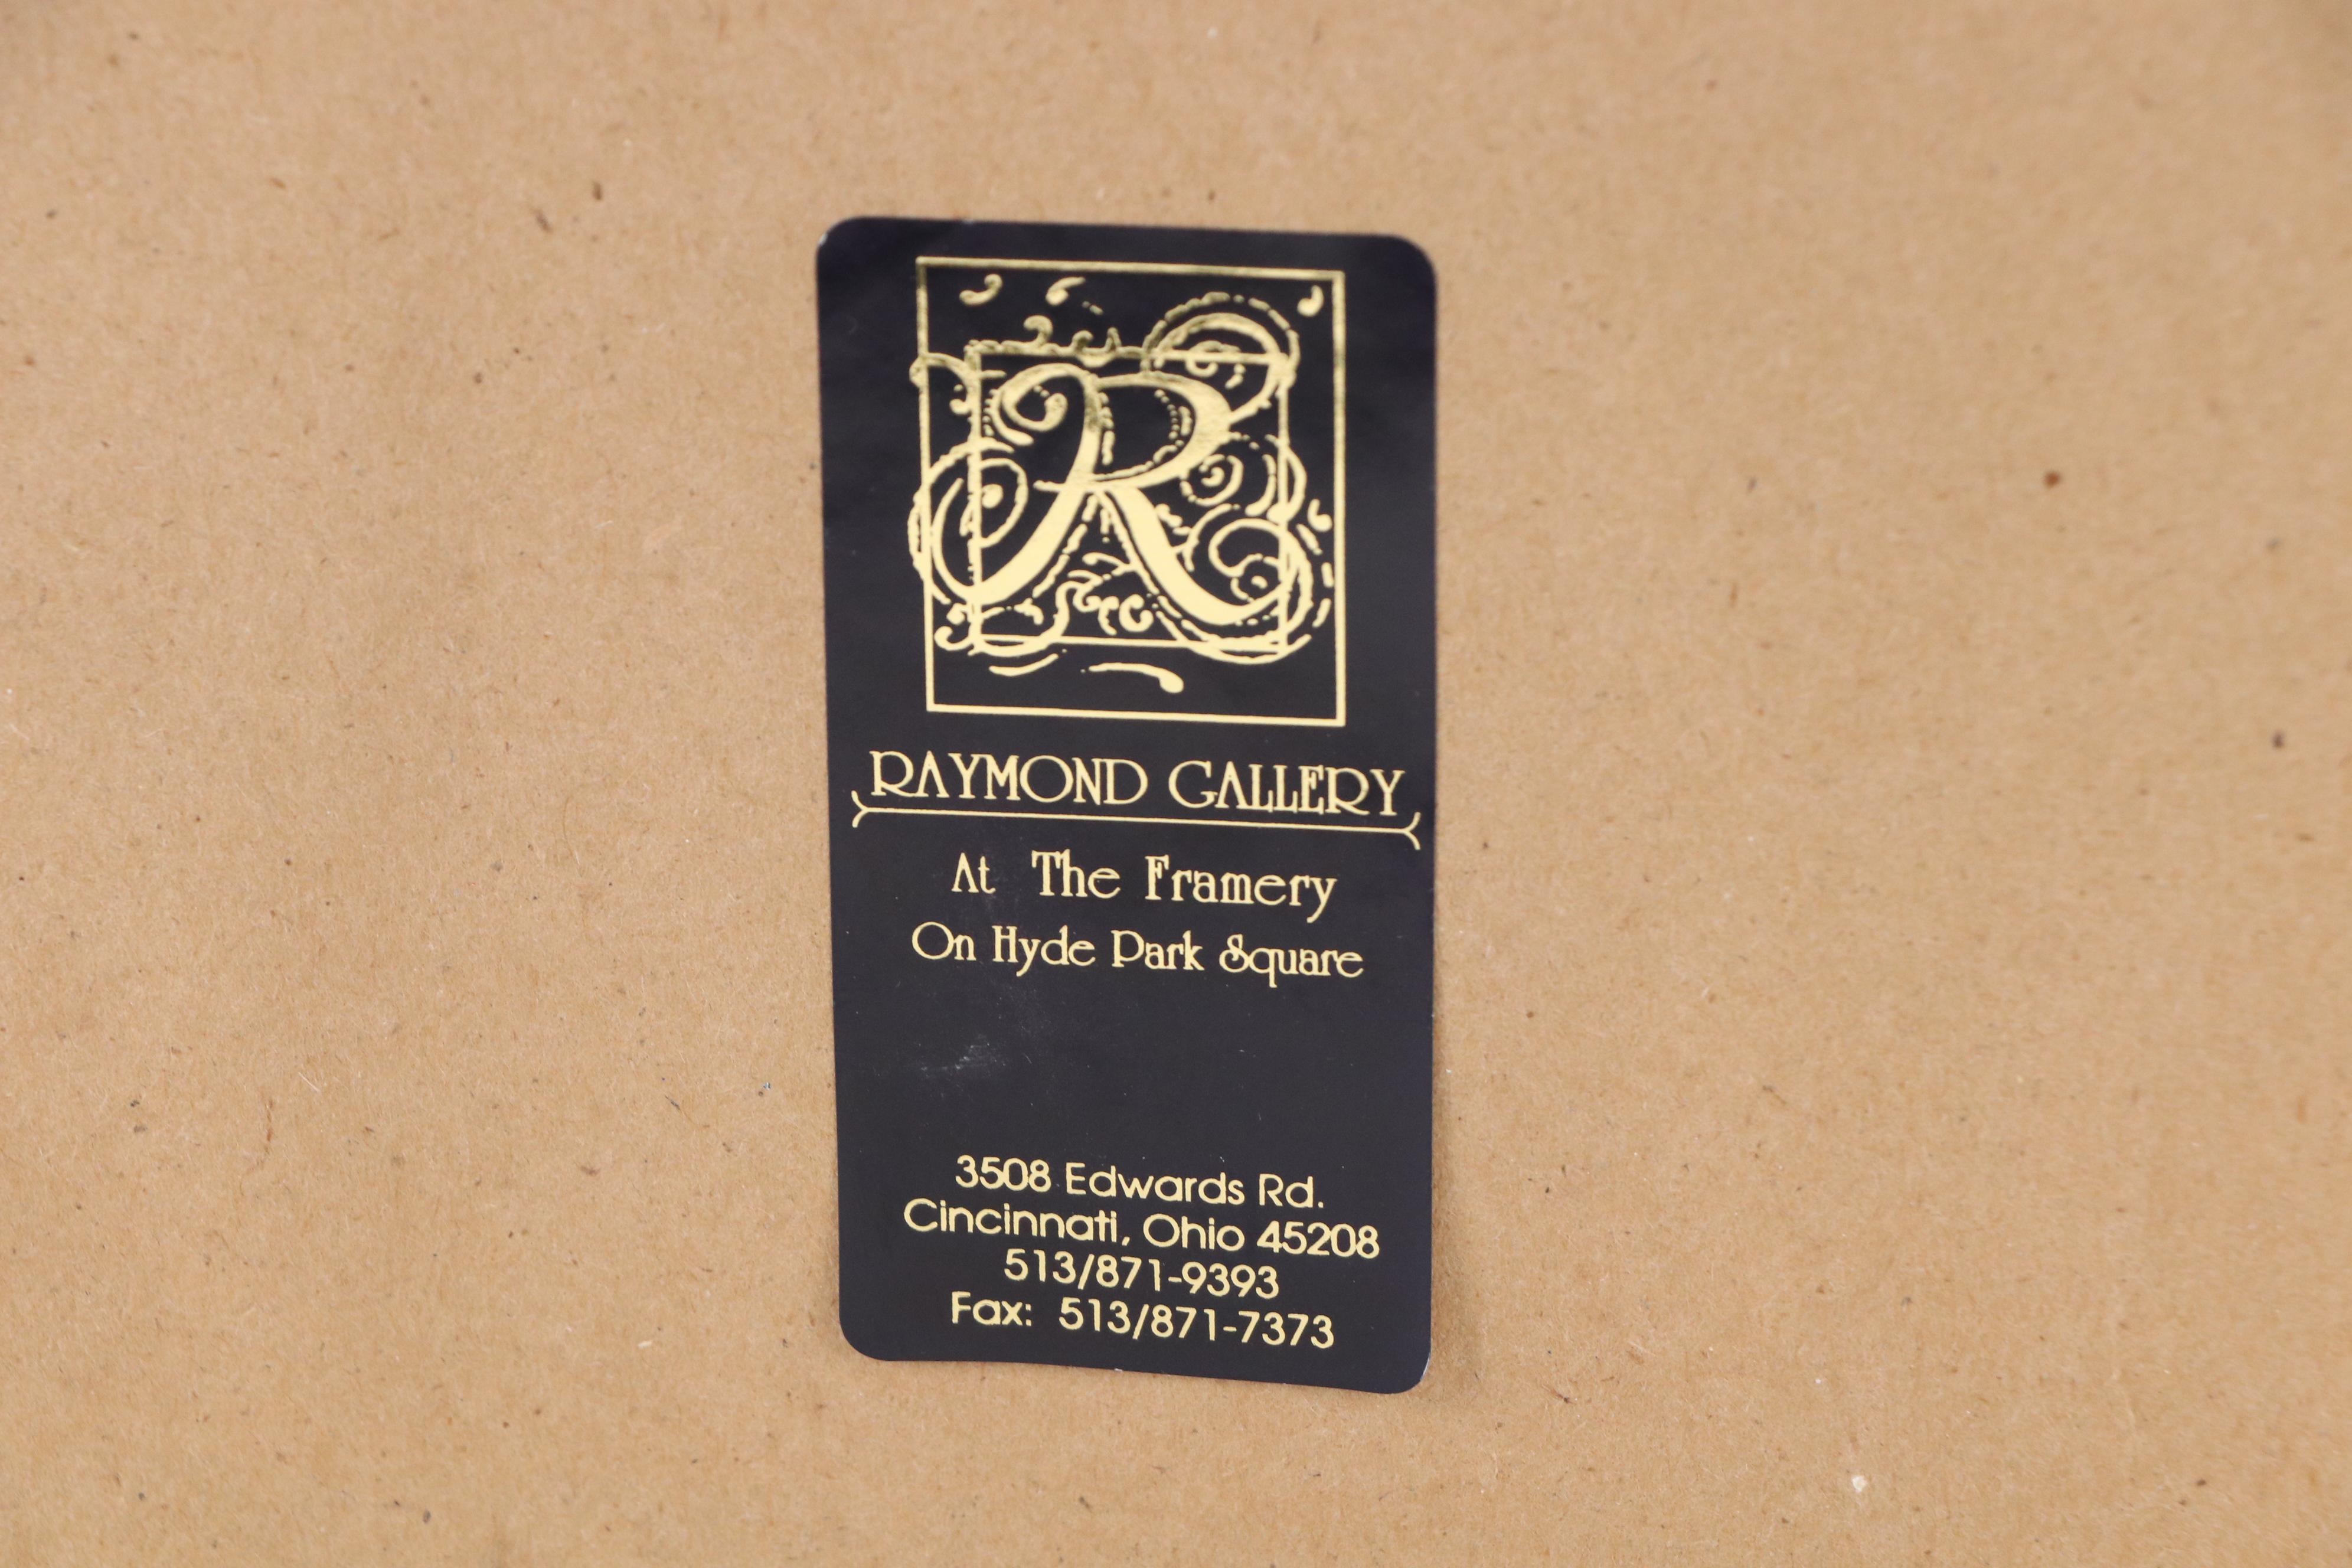 R
RAYMOND GALLERY
At The Framery
On Hyde Park Square
3508 Edwards Rd.
Cincinnati, Ohio 45208
513/871-9393
Fax: 513/871-7373